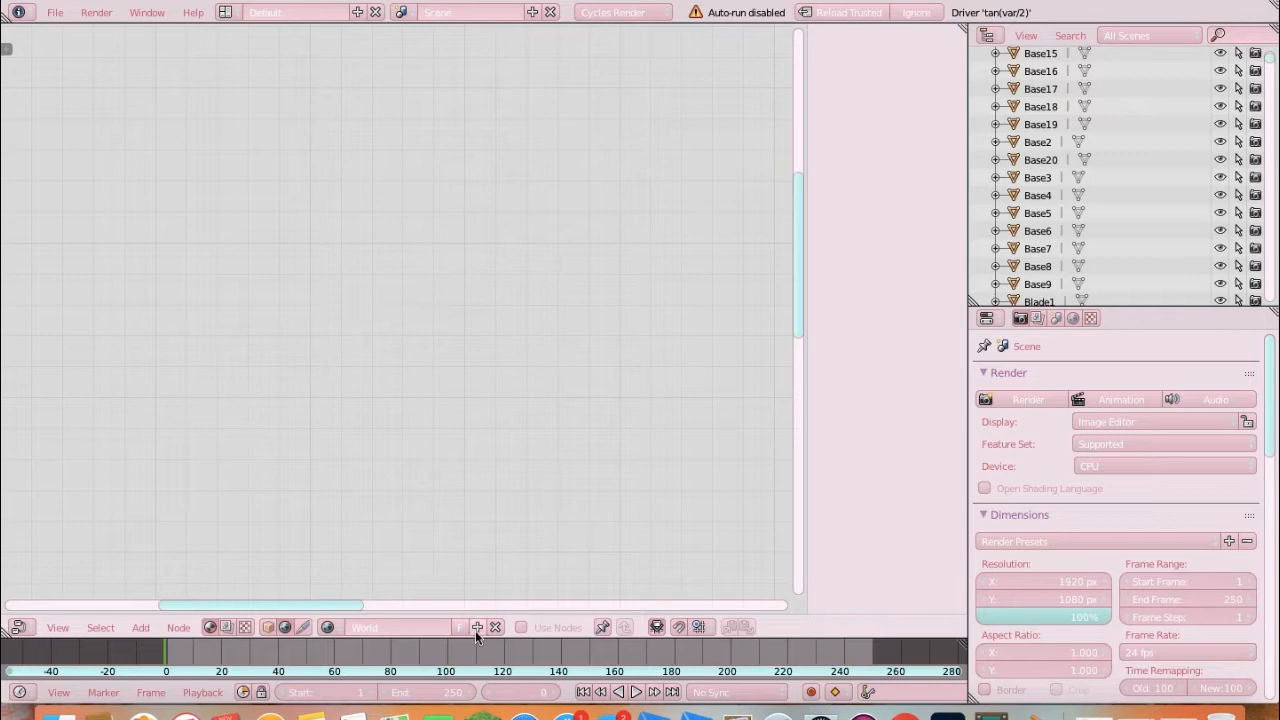 File Render Window Help Default Scene Cycles Render Auto-run disabled Reload Trusted Ignore Driver 'tan(var/2)'
View Search All Scenes
Base15
Base16
Base17
Base18
Base19
Base2
Base20
Base3
Base4
Base5
Base6
Base7
Base8
Base9
Blade1
Scene
Render
Render Animation Audio
Display: Image Editor
Feature Set: Supported
Device: CPU
Open Shading Language
Dimensions
Render Presets
Resolution: Frame Range:
X: 1920 px Start Frame: 1
Y: 1080 px End Frame: 250
100% Frame Step: 1
Aspect Ratio: Frame Rate:
X: 1.000 24 fps
Y: 1.000 Time Remapping:
Border Crop Old: 100 New: 100
View Select Add Node World F Use Nodes
-40 -20 0 20 40 60 80 100 120 140 160 180 200 220 240 260 280
View Marker Frame Playback Start: 1 End: 250 0 No Sync